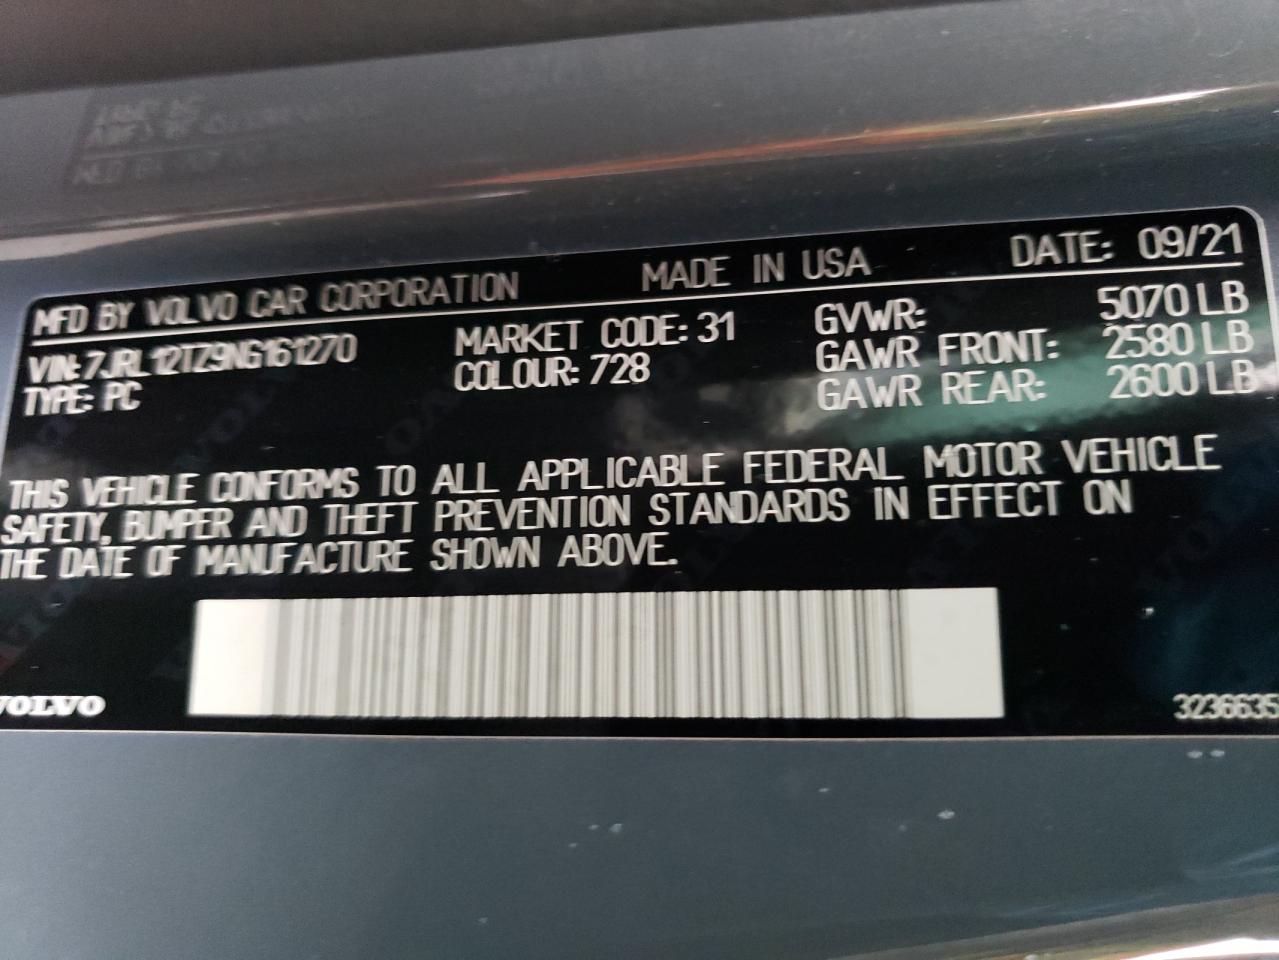 MFD BY VOLVO CAR CORPORATION MADE IN USA DATE: 09/21
VIN: 7JRL12TZ9NG161270 MARKET CODE: 31 GVWR: 5070 LB
TYPE: PC COLOUR: 728 GAWR FRONT: 2580 LB
GAWR REAR: 2600 LB
THIS VEHICLE CONFORMS TO ALL APPLICABLE FEDERAL MOTOR VEHICLE
SAFETY, BUMPER AND THEFT PREVENTION STANDARDS IN EFFECT ON
THE DATE OF MANUFACTURE SHOWN ABOVE.
VOLVO 3236635